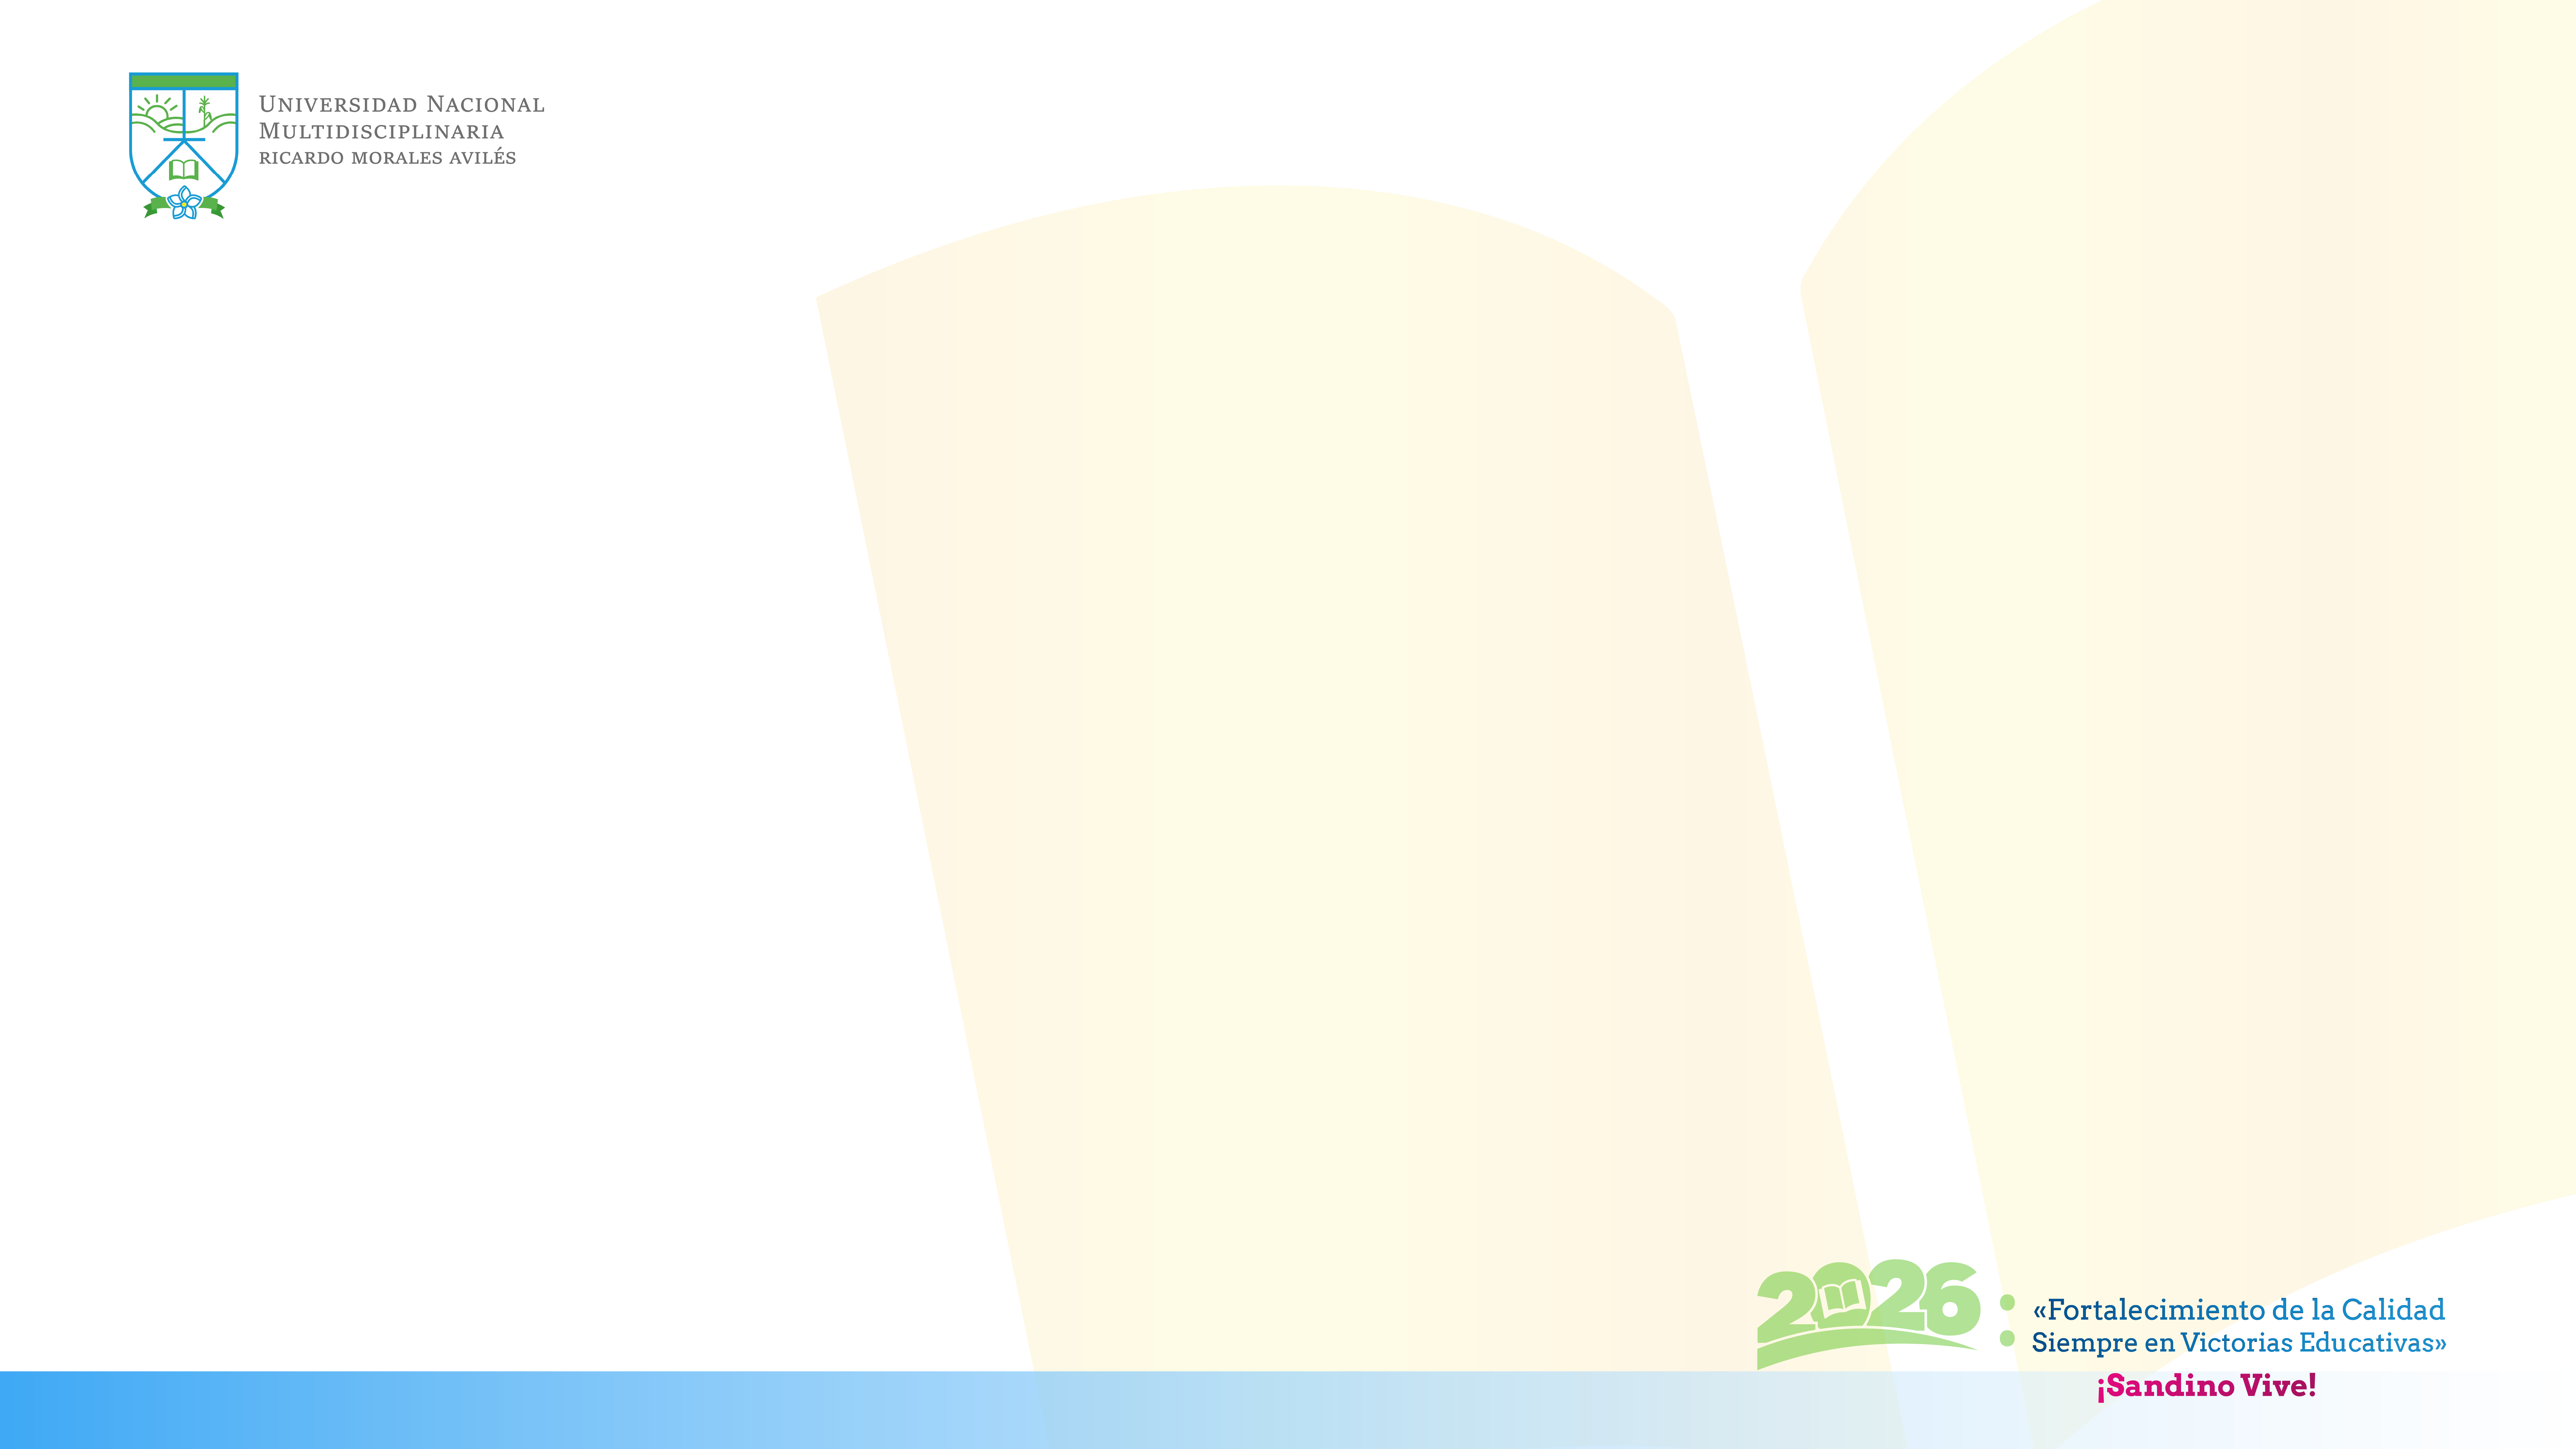 UNIVERSIDAD NACIONAL
MULTIDISCIPLINARIA
RICARDO MORALES AVILÉS
2026:
«Fortalecimiento de la Calidad
Siempre en Victorias Educativas»
¡Sandino Vive!